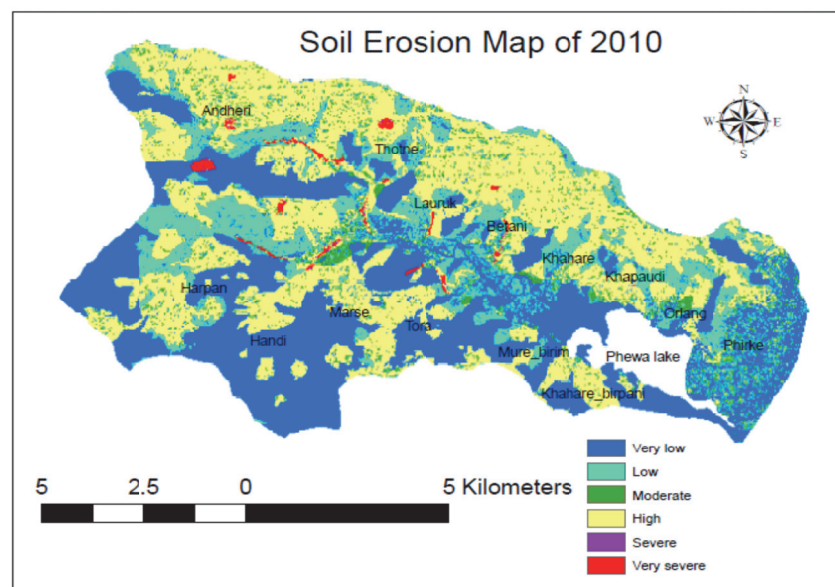 Soil Erosion Map of 2010
N
W E
S
Andheri
Thotne
Lauruk
Betani
Khahare
Khapaudi
Harpan
Marse
Orlang
Tora
Handi
Phirke
Mure_birim
Phewa lake
Khahare_birpani
5 2.5 0 5 Kilometers
Very low
Low
Moderate
High
Severe
Very severe